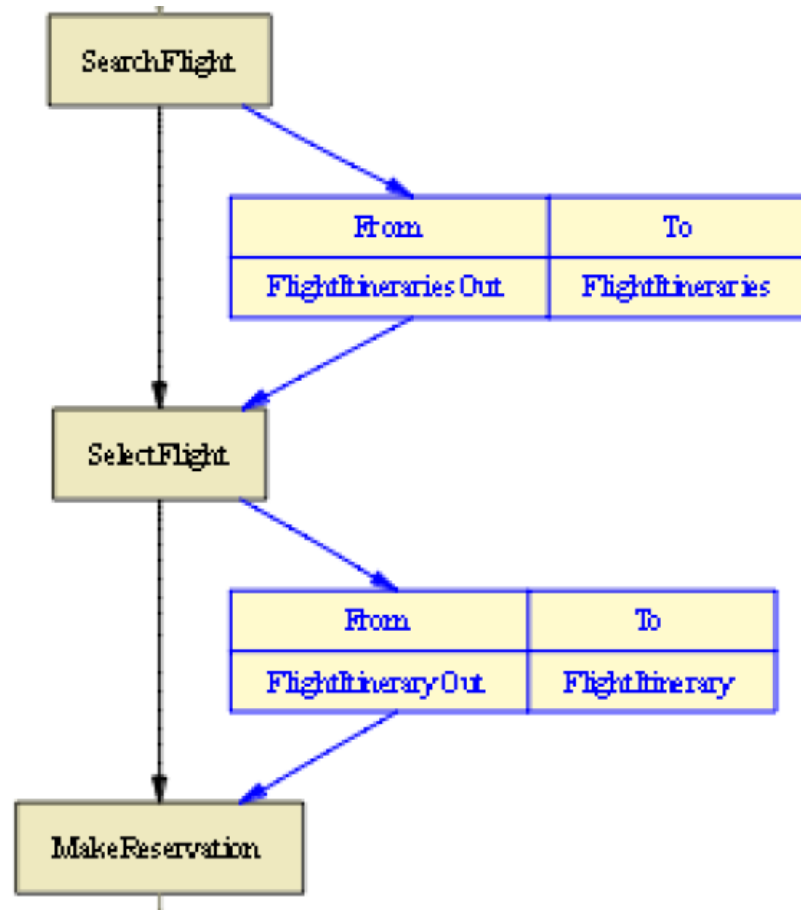 SearchFlight
From To
FlightItinerariesOut FlightItineraries
SelectFlight
From To
FlightItineraryOut FlightItinerary
MakeReservation